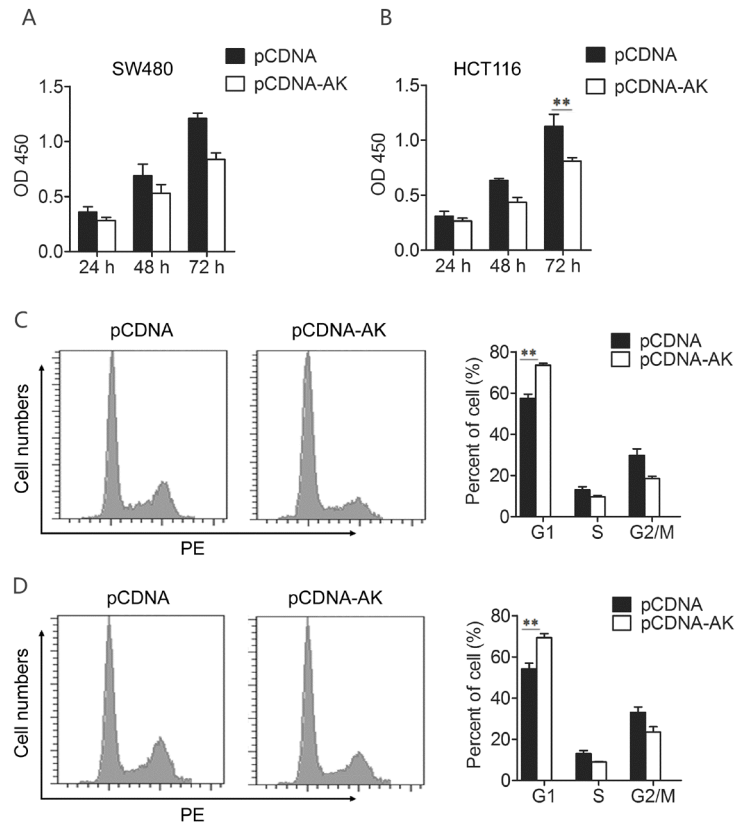 A
SW480
pCDNA
pCDNA-AK
OD 450
1.5
1.0
0.5
0.0
24 h 48 h 72 h
B
HCT116
pCDNA
pCDNA-AK
OD 450
1.5
1.0
0.5
0.0
**
24 h 48 h 72 h
C
pCDNA
pCDNA-AK
Cell numbers
PE
pCDNA
pCDNA-AK
Percent of cell (%)
80
60
40
20
0
**
G1 S G2/M
D
pCDNA
pCDNA-AK
Cell numbers
PE
pCDNA
pCDNA-AK
Percent of cell (%)
80
60
40
20
0
**
G1 S G2/M